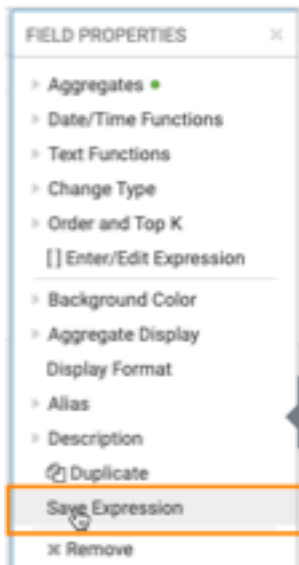 FIELD PROPERTIES
Aggregates
Date/Time Functions
Text Functions
Change Type
Order and Top K
[ ] Enter/Edit Expression
Background Color
Aggregate Display
Display Format
Alias
Description
Duplicate
Save Expression
Remove